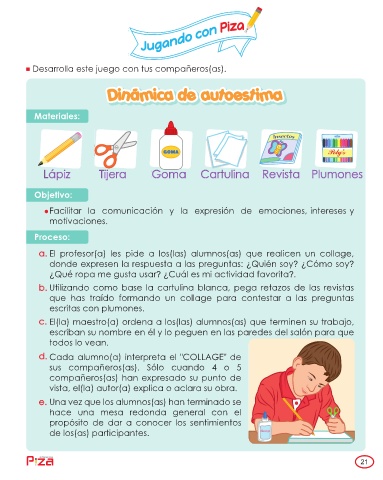 Jugando con Piza
Desarrolla este juego con tus compañeros(as).
Dinámica de autoestima
Materiales:
GOMA
Lápiz Tijera Goma Cartulina Revista Plumones
Objetivo:
Facilitar la comunicación y la expresión de emociones, intereses y
motivaciones.
Proceso:
a. El profesor(a) les pide a los(las) alumnos(as) que realicen un collage,
donde expresen la respuesta a las preguntas: ¿Quién soy? ¿Cómo soy?
¿Qué ropa me gusta usar? ¿Cuál es mi actividad favorita?.
b. Utilizando como base la cartulina blanca, pega retazos de las revistas
que has traído formando un collage para contestar a las preguntas
escritas con plumones.
c. El(la) maestro(a) ordena a los(las) alumnos(as) que terminen su trabajo,
escriban su nombre en él y lo peguen en las paredes del salón para que
todos lo vean.
d. Cada alumno(a) interpreta el "COLLAGE" de
sus compañeros(as). Sólo cuando 4 o 5
compañeros(as) han expresado su punto de
vista, el(la) autor(a) explica o aclara su obra.
e. Una vez que los alumnos(as) han terminado se
hace una mesa redonda general con el
propósito de dar a conocer los sentimientos
de los(as) participantes.
Piza
21